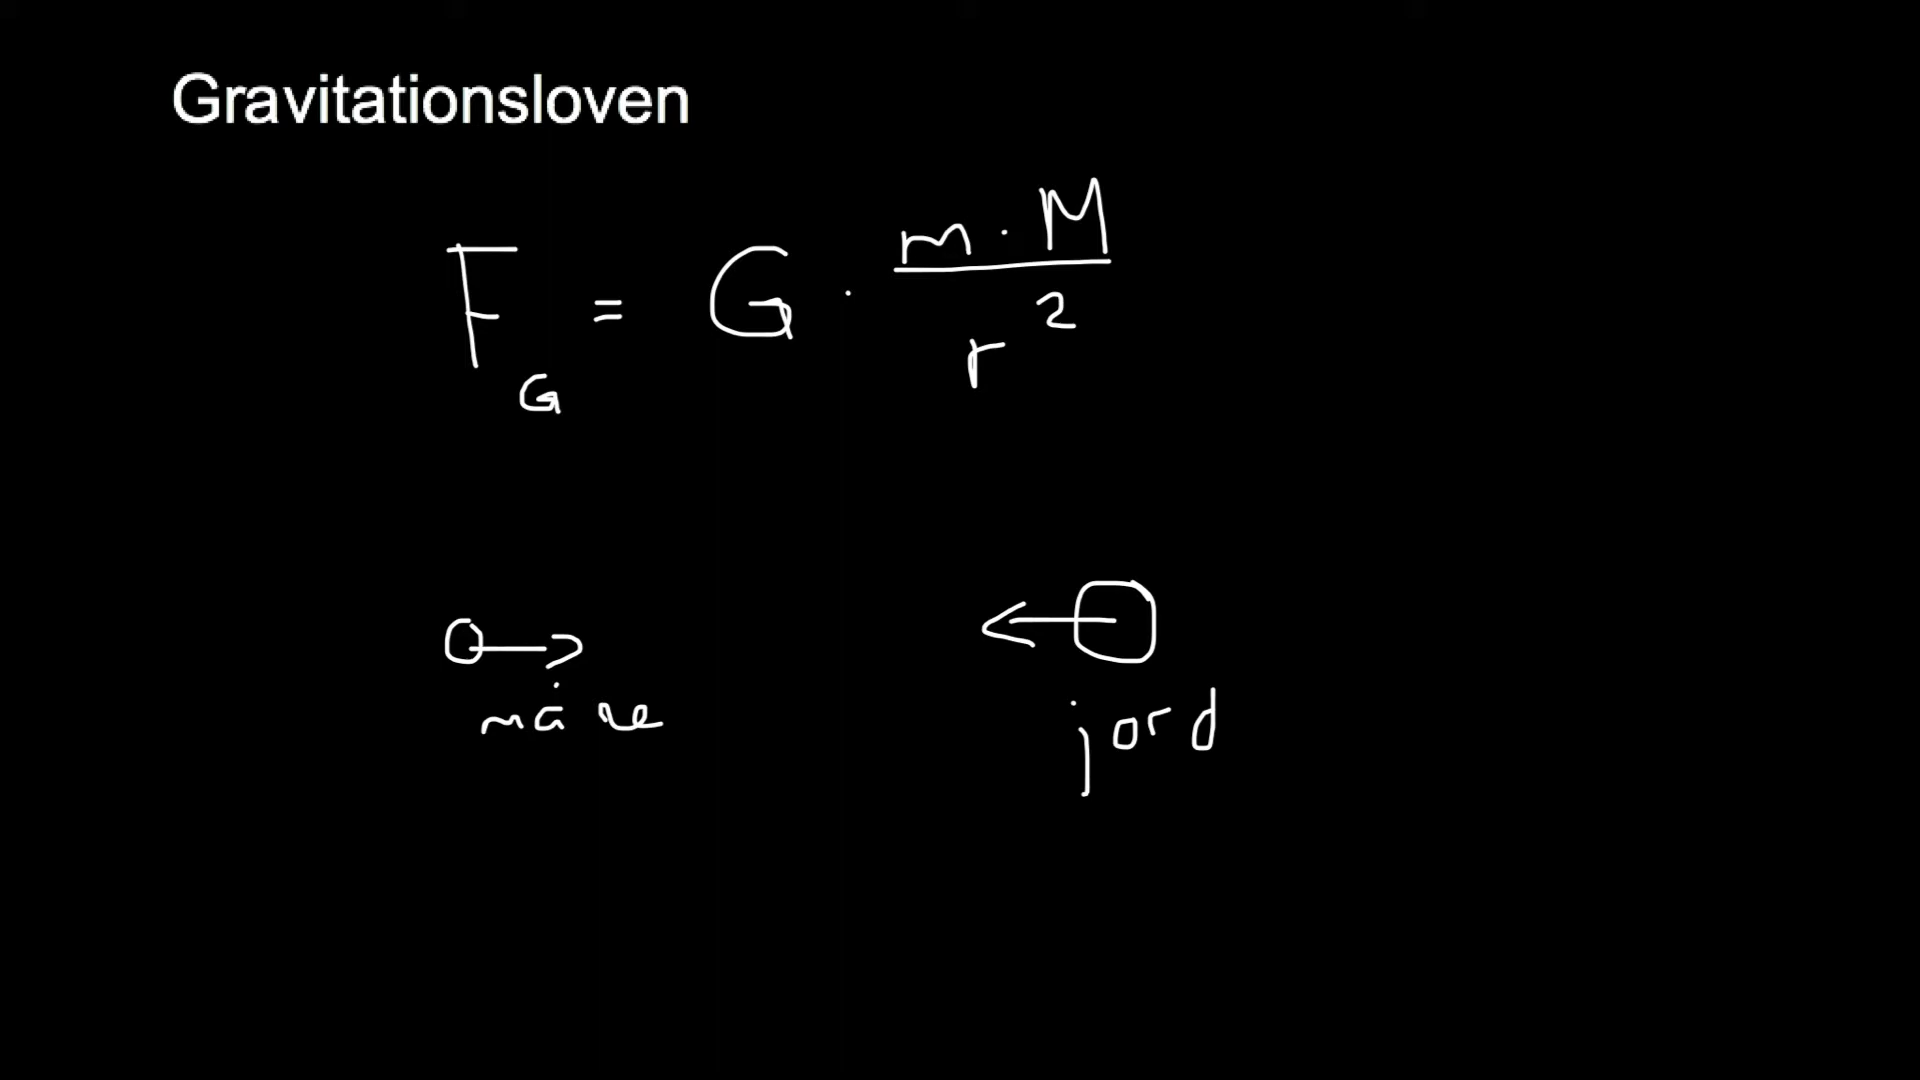 Gravitationsloven
F_G = G · (m · M) / r²
måne
jord